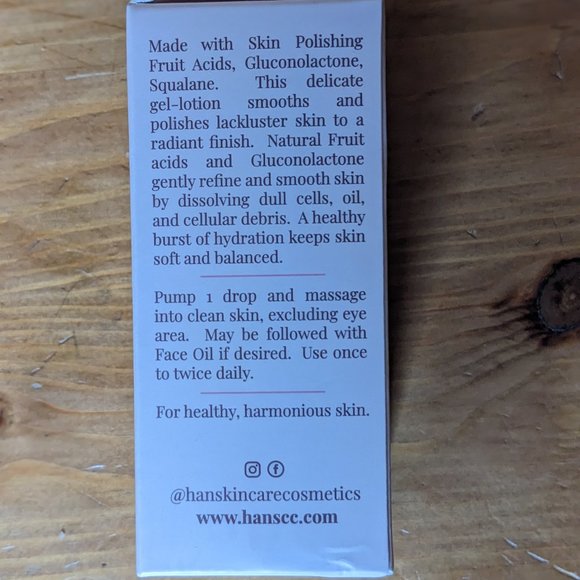 Made with Skin Polishing
Fruit Acids, Gluconolactone,
Squalane. This delicate
gel-lotion smooths and
polishes lackluster skin to a
radiant finish. Natural Fruit
acids and Gluconolactone
gently refine and smooth skin
by dissolving dull cells, oil,
and cellular debris. A healthy
burst of hydration keeps skin
soft and balanced.
Pump 1 drop and massage
into clean skin, excluding eye
area. May be followed with
Face Oil if desired. Use once
to twice daily.
For healthy, harmonious skin.
@hanskincarecosmetics
www.hanscc.com